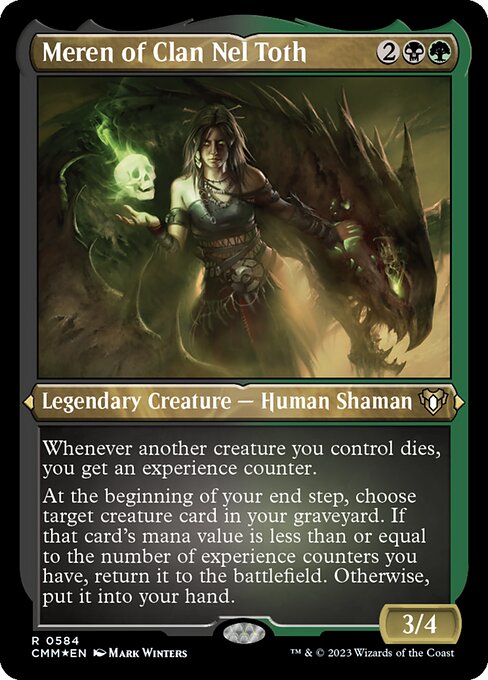 Meren of Clan Nel Toth 2
Legendary Creature — Human Shaman
Whenever another creature you control dies,
you get an experience counter.
At the beginning of your end step, choose
target creature card in your graveyard. If
that card's mana value is less than or equal
to the number of experience counters you
have, return it to the battlefield. Otherwise,
put it into your hand.
3/4
R 0584
CMM★EN Mark Winters
™ & © 2023 Wizards of the Coast